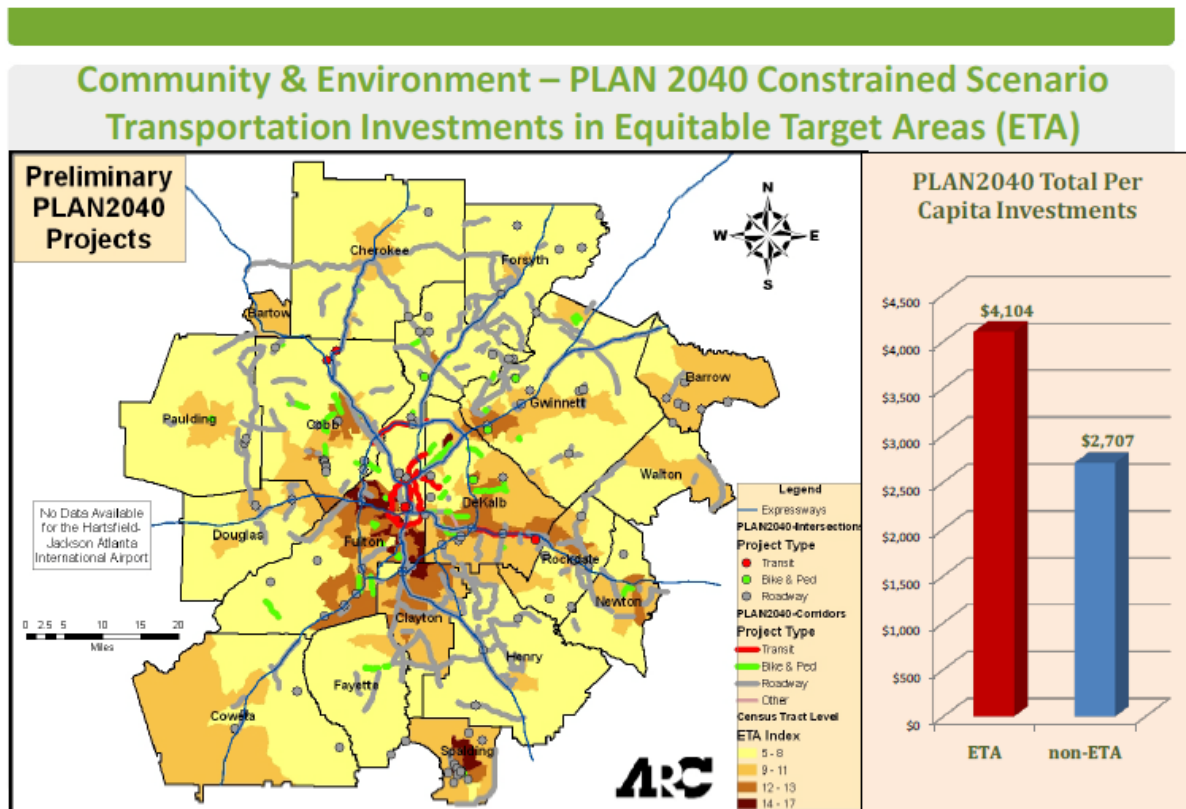 Community & Environment – PLAN 2040 Constrained Scenario
Transportation Investments in Equitable Target Areas (ETA)
Preliminary
PLAN2040
Projects
N
W
E
S
Cherokee
Forsyth
Bartow
Barrow
Paulding
Cobb
Gwinnett
Walton
DeKalb
No Data Available
for the Hartsfield-
Jackson Atlanta
International Airport
Douglas
Fulton
Rockdale
Newton
Clayton
0 2.5 5 10 15 20
Miles
Henry
Fayette
Coweta
Spalding
ARC
Legend
Expressways
PLAN2040-Intersections
Project Type
Transit
Bike & Ped
Roadway
PLAN2040-Corridors
Project Type
Transit
Bike & Ped
Roadway
Other
Census Tract Level
ETA Index
5 - 8
9 - 11
12 - 13
14 - 17
PLAN2040 Total Per
Capita Investments
$4,500
$4,000
$3,500
$3,000
$2,500
$2,000
$1,500
$1,000
$500
$0
$4,104
$2,707
ETA
non-ETA